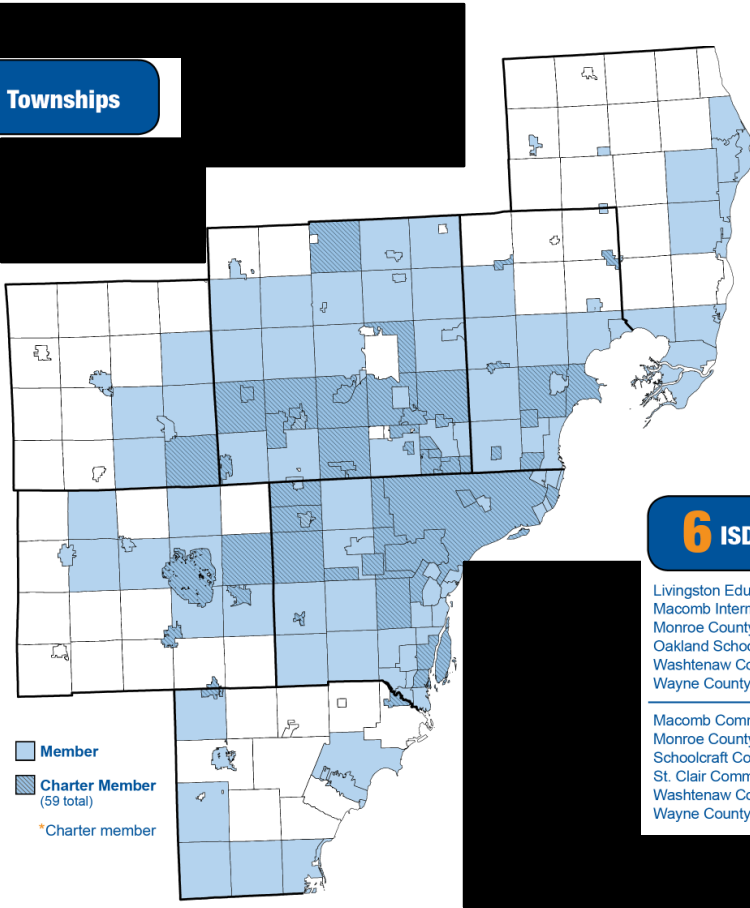 Townships
6 ISD
Livingston Edu
Macomb Intern
Monroe County
Oakland Schoo
Washtenaw Co
Wayne County
Macomb Comm
Monroe County
Schoolcraft Co
St. Clair Comm
Washtenaw Co
Wayne County
Member
Charter Member
(59 total)
*Charter member